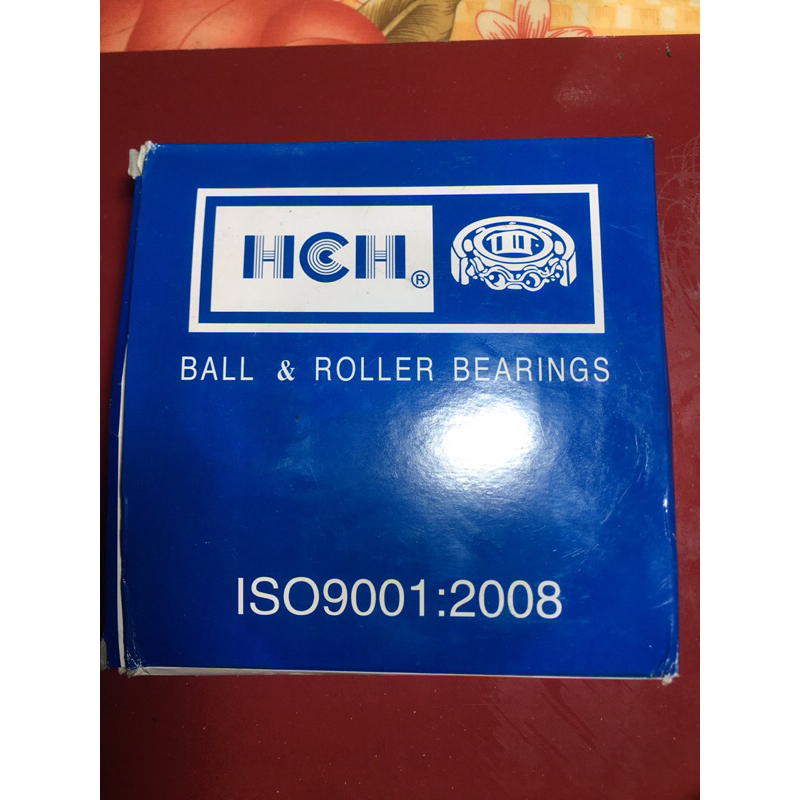 HCH®
BALL & ROLLER BEARINGS
ISO9001:2008